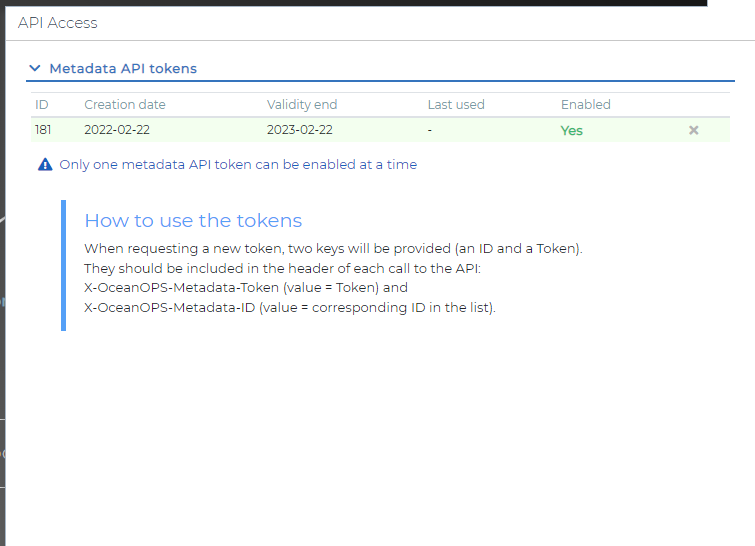 API Access
Metadata API tokens
ID Creation date Validity end Last used Enabled
181 2022-02-22 2023-02-22 - Yes
Only one metadata API token can be enabled at a time
How to use the tokens
When requesting a new token, two keys will be provided (an ID and a Token).
They should be included in the header of each call to the API:
X-OceanOPS-Metadata-Token (value = Token) and
X-OceanOPS-Metadata-ID (value = corresponding ID in the list).